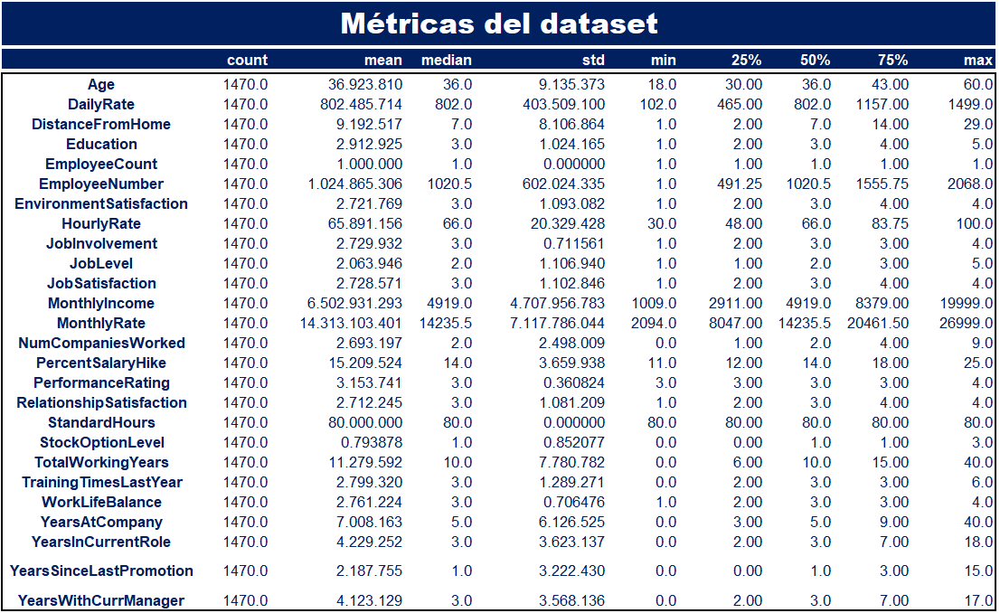 Métricas del dataset
count mean median std min 25% 50% 75% max
Age 1470.0 36.923.810 36.0 9.135.373 18.0 30.00 36.0 43.00 60.0
DailyRate 1470.0 802.485.714 802.0 403.509.100 102.0 465.00 802.0 1157.00 1499.0
DistanceFromHome 1470.0 9.192.517 7.0 8.106.864 1.0 2.00 7.0 14.00 29.0
Education 1470.0 2.912.925 3.0 1.024.165 1.0 2.00 3.0 4.00 5.0
EmployeeCount 1470.0 1.000.000 1.0 0.000000 1.0 1.00 1.0 1.00 1.0
EmployeeNumber 1470.0 1.024.865.306 1020.5 602.024.335 1.0 491.25 1020.5 1555.75 2068.0
EnvironmentSatisfaction 1470.0 2.721.769 3.0 1.093.082 1.0 2.00 3.0 4.00 4.0
HourlyRate 1470.0 65.891.156 66.0 20.329.428 30.0 48.00 66.0 83.75 100.0
JobInvolvement 1470.0 2.729.932 3.0 0.711561 1.0 2.00 3.0 3.00 4.0
JobLevel 1470.0 2.063.946 2.0 1.106.940 1.0 1.00 2.0 3.00 5.0
JobSatisfaction 1470.0 2.728.571 3.0 1.102.846 1.0 2.00 3.0 4.00 4.0
MonthlyIncome 1470.0 6.502.931.293 4919.0 4.707.956.783 1009.0 2911.00 4919.0 8379.00 19999.0
MonthlyRate 1470.0 14.313.103.401 14235.5 7.117.786.044 2094.0 8047.00 14235.5 20461.50 26999.0
NumCompaniesWorked 1470.0 2.693.197 2.0 2.498.009 0.0 1.00 2.0 4.00 9.0
PercentSalaryHike 1470.0 15.209.524 14.0 3.659.938 11.0 12.00 14.0 18.00 25.0
PerformanceRating 1470.0 3.153.741 3.0 0.360824 3.0 3.00 3.0 3.00 4.0
RelationshipSatisfaction 1470.0 2.712.245 3.0 1.081.209 1.0 2.00 3.0 4.00 4.0
StandardHours 1470.0 80.000.000 80.0 0.000000 80.0 80.00 80.0 80.00 80.0
StockOptionLevel 1470.0 0.793878 1.0 0.852077 0.0 0.00 1.0 1.00 3.0
TotalWorkingYears 1470.0 11.279.592 10.0 7.780.782 0.0 6.00 10.0 15.00 40.0
TrainingTimesLastYear 1470.0 2.799.320 3.0 1.289.271 0.0 2.00 3.0 3.00 6.0
WorkLifeBalance 1470.0 2.761.224 3.0 0.706476 1.0 2.00 3.0 3.00 4.0
YearsAtCompany 1470.0 7.008.163 5.0 6.126.525 0.0 3.00 5.0 9.00 40.0
YearsInCurrentRole 1470.0 4.229.252 3.0 3.623.137 0.0 2.00 3.0 7.00 18.0
YearsSinceLastPromotion 1470.0 2.187.755 1.0 3.222.430 0.0 0.00 1.0 3.00 15.0
YearsWithCurrManager 1470.0 4.123.129 3.0 3.568.136 0.0 2.00 3.0 7.00 17.0